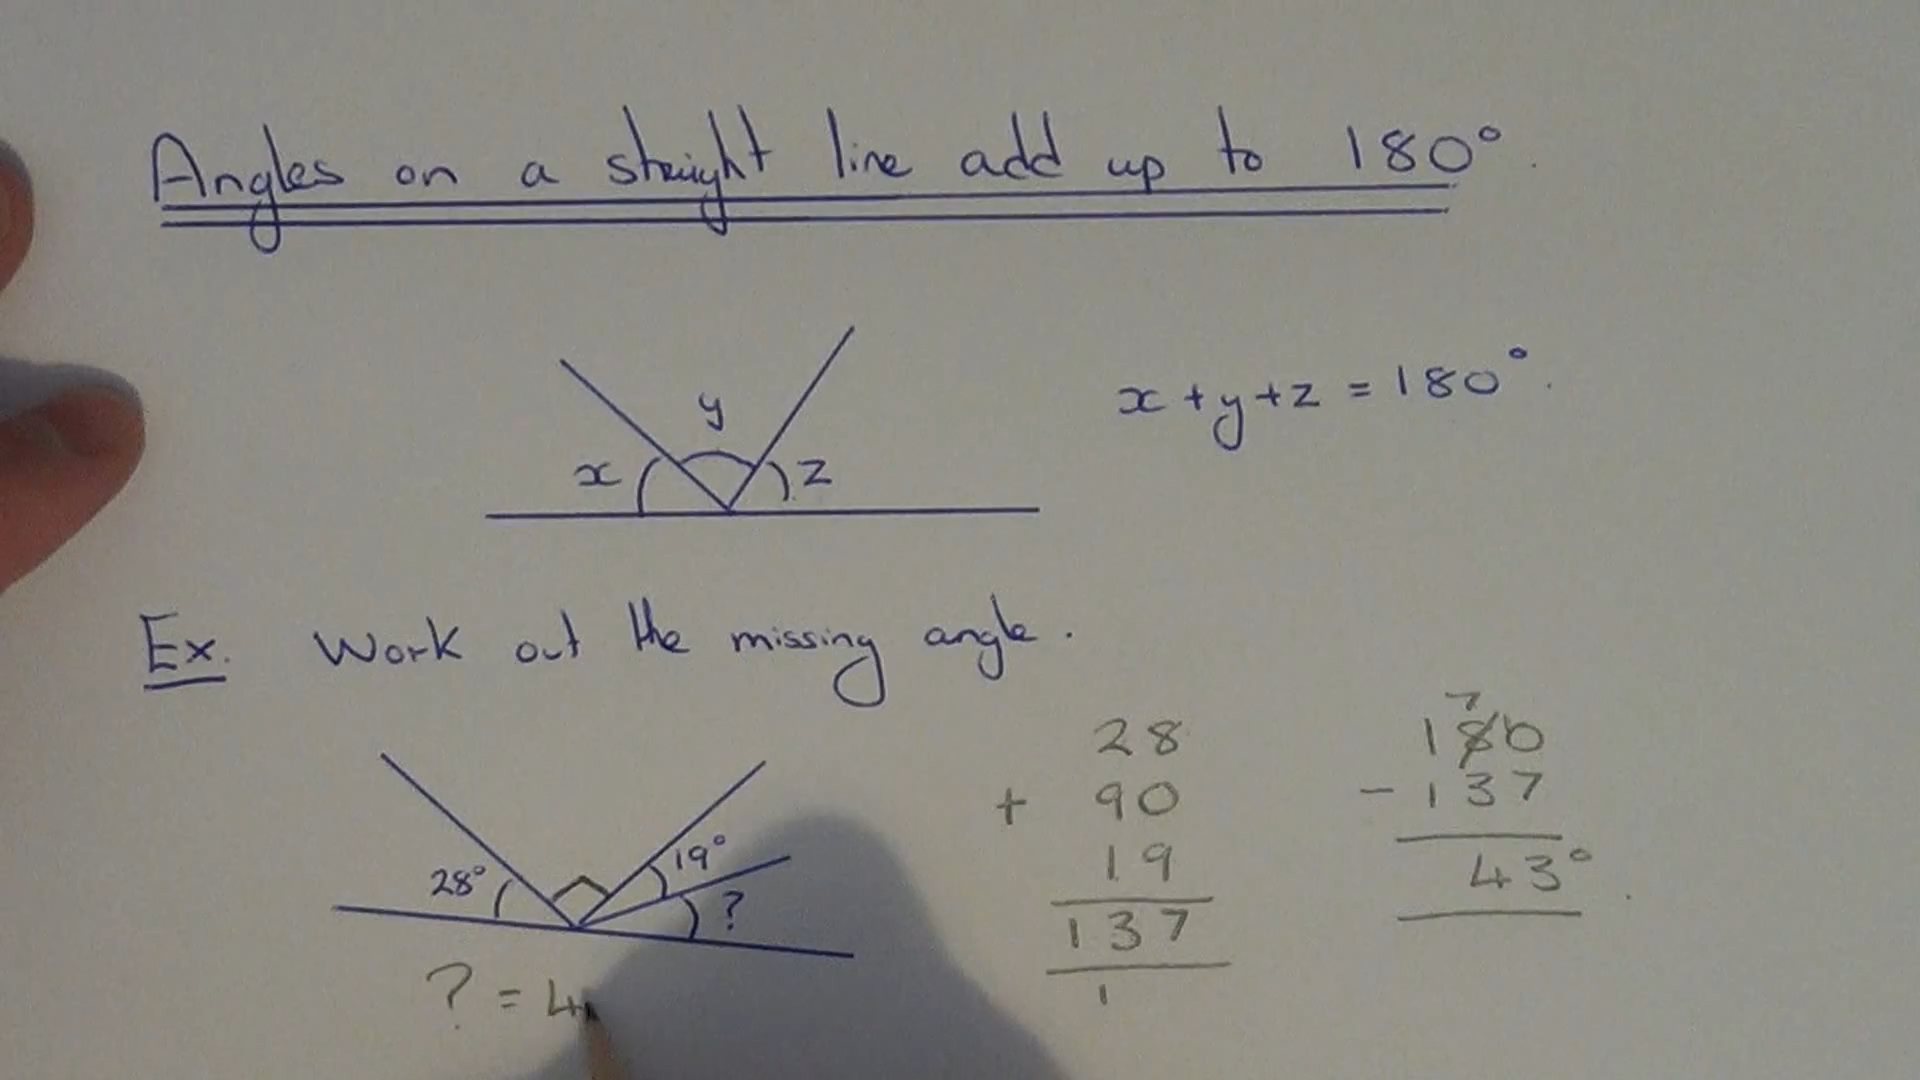 Angles on a straight line add up to 180°.
y
x z
x + y + z = 180°.
Ex. Work out the missing angle.
28°
19°
?
? = 4
28
+ 90
19
137
1
7
180
- 137
43°